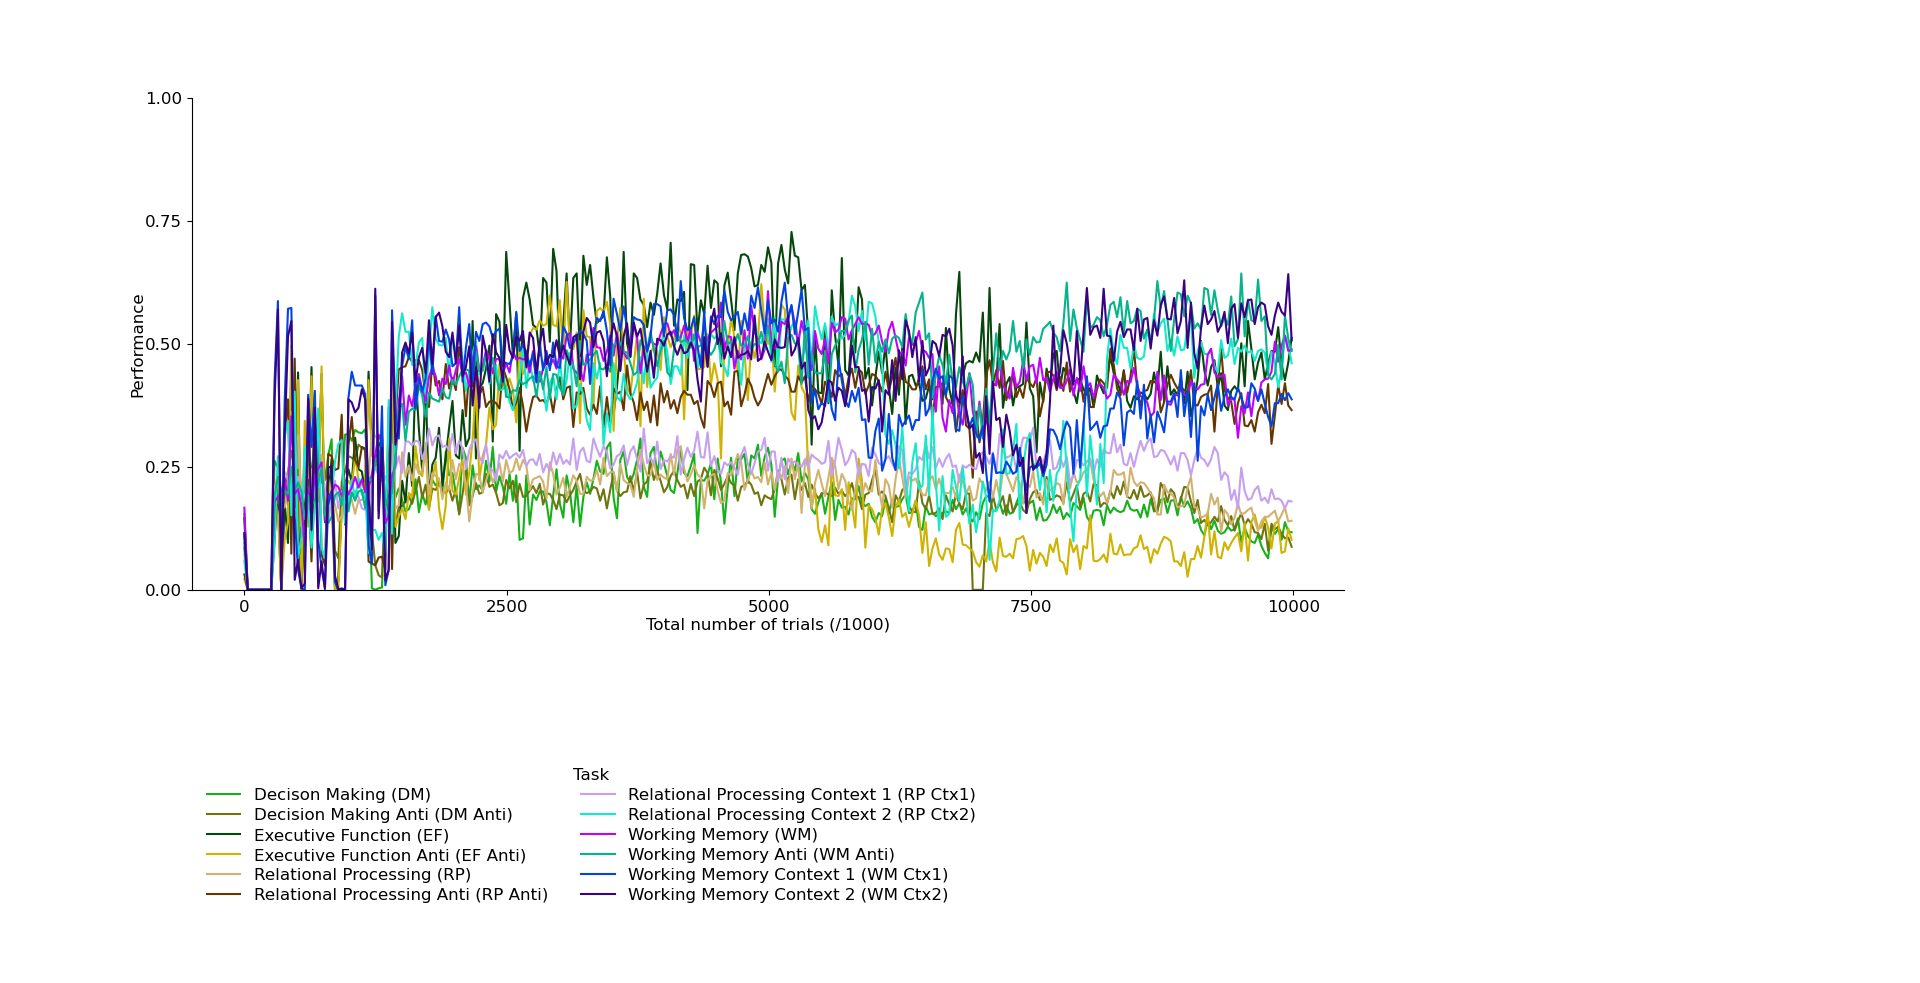 1.00
0.75
0.50
0.25
0.00
Performance
0 2500 5000 7500 10000
Total number of trials (/1000)
Task
Decison Making (DM)
Decision Making Anti (DM Anti)
Executive Function (EF)
Executive Function Anti (EF Anti)
Relational Processing (RP)
Relational Processing Anti (RP Anti)
Relational Processing Context 1 (RP Ctx1)
Relational Processing Context 2 (RP Ctx2)
Working Memory (WM)
Working Memory Anti (WM Anti)
Working Memory Context 1 (WM Ctx1)
Working Memory Context 2 (WM Ctx2)